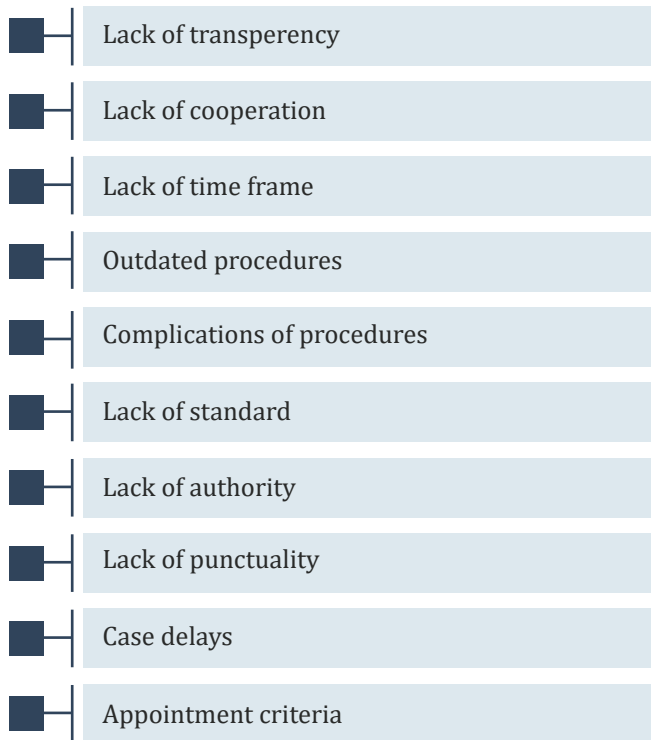 Lack of transperency
Lack of cooperation
Lack of time frame
Outdated procedures
Complications of procedures
Lack of standard
Lack of authority
Lack of punctuality
Case delays
Appointment criteria